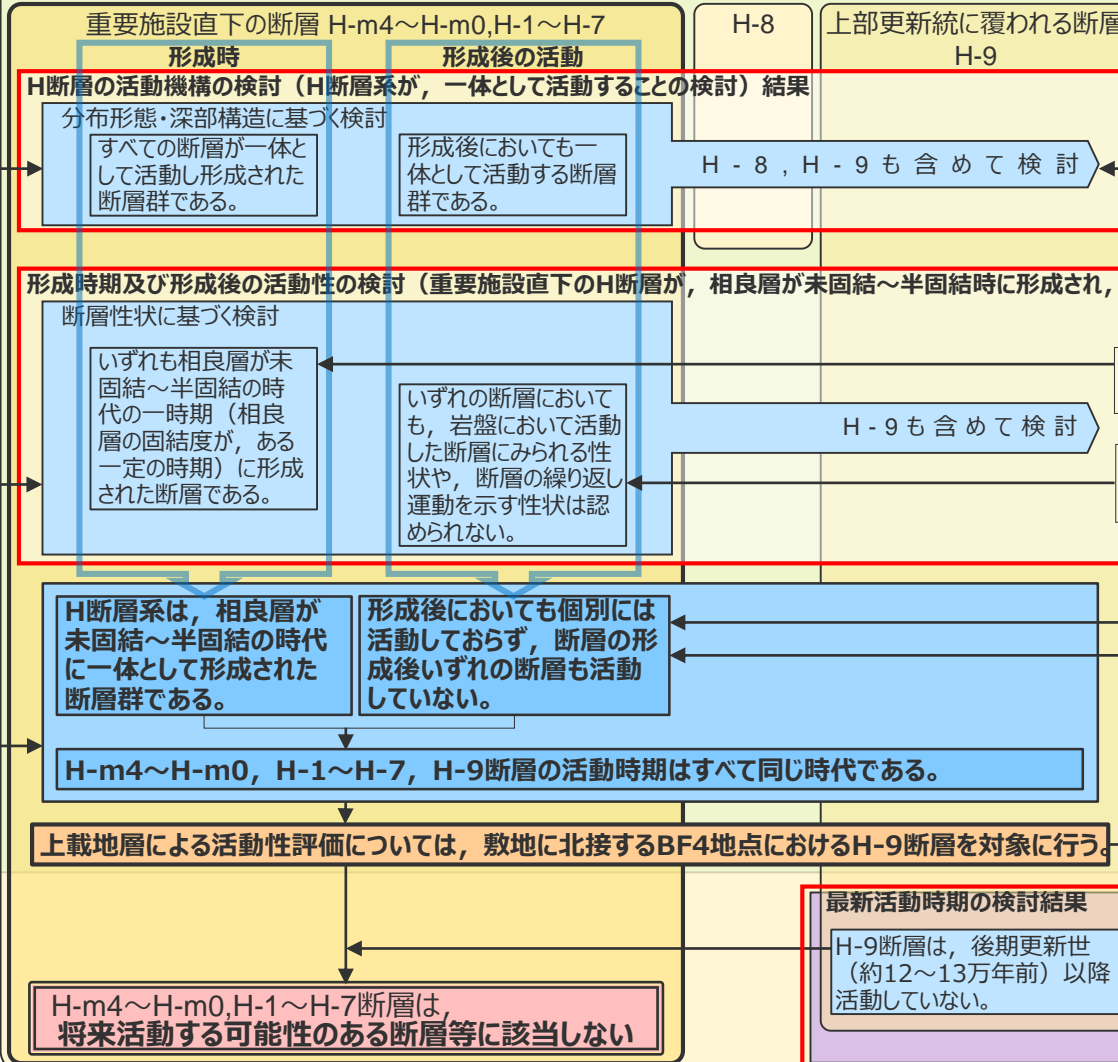 重要施設直下の断層 H-m4～H-m0,H-1～H-7
H-8
上部更新統に覆われる断層
H-9
形成時
形成後の活動
H断層の活動機構の検討（H断層系が，一体として活動することの検討）結果
分布形態・深部構造に基づく検討
すべての断層が一体と
して活動し形成された
断層群である。
形成後においても一
体として活動する断層
群である。
H-8,H-9も含めて検討
形成時期及び形成後の活動性の検討（重要施設直下のH断層が，相良層が未固結～半固結時に形成され，
断層性状に基づく検討
いずれも相良層が未
固結～半固結の時
代の一時期（相良
層の固結度が，ある
一定の時期）に形成
された断層である。
いずれの断層において
も，岩盤において活動
した断層にみられる性
状や，断層の繰り返し
運動を示す性状は認
められない。
H-9も含めて検討
H断層系は，相良層が
未固結～半固結の時代
に一体として形成された
断層群である。
形成後においても個別には
活動しておらず，断層の形
成後いずれの断層も活動
していない。
H-m4～H-m0，H-1～H-7，H-9断層の活動時期はすべて同じ時代である。
上載地層による活動性評価については，敷地に北接するBF4地点におけるH-9断層を対象に行う。
最新活動時期の検討結果
H-9断層は，後期更新世
（約12～13万年前）以降
活動していない。
H-m4～H-m0,H-1～H-7断層は，
将来活動する可能性のある断層等に該当しない